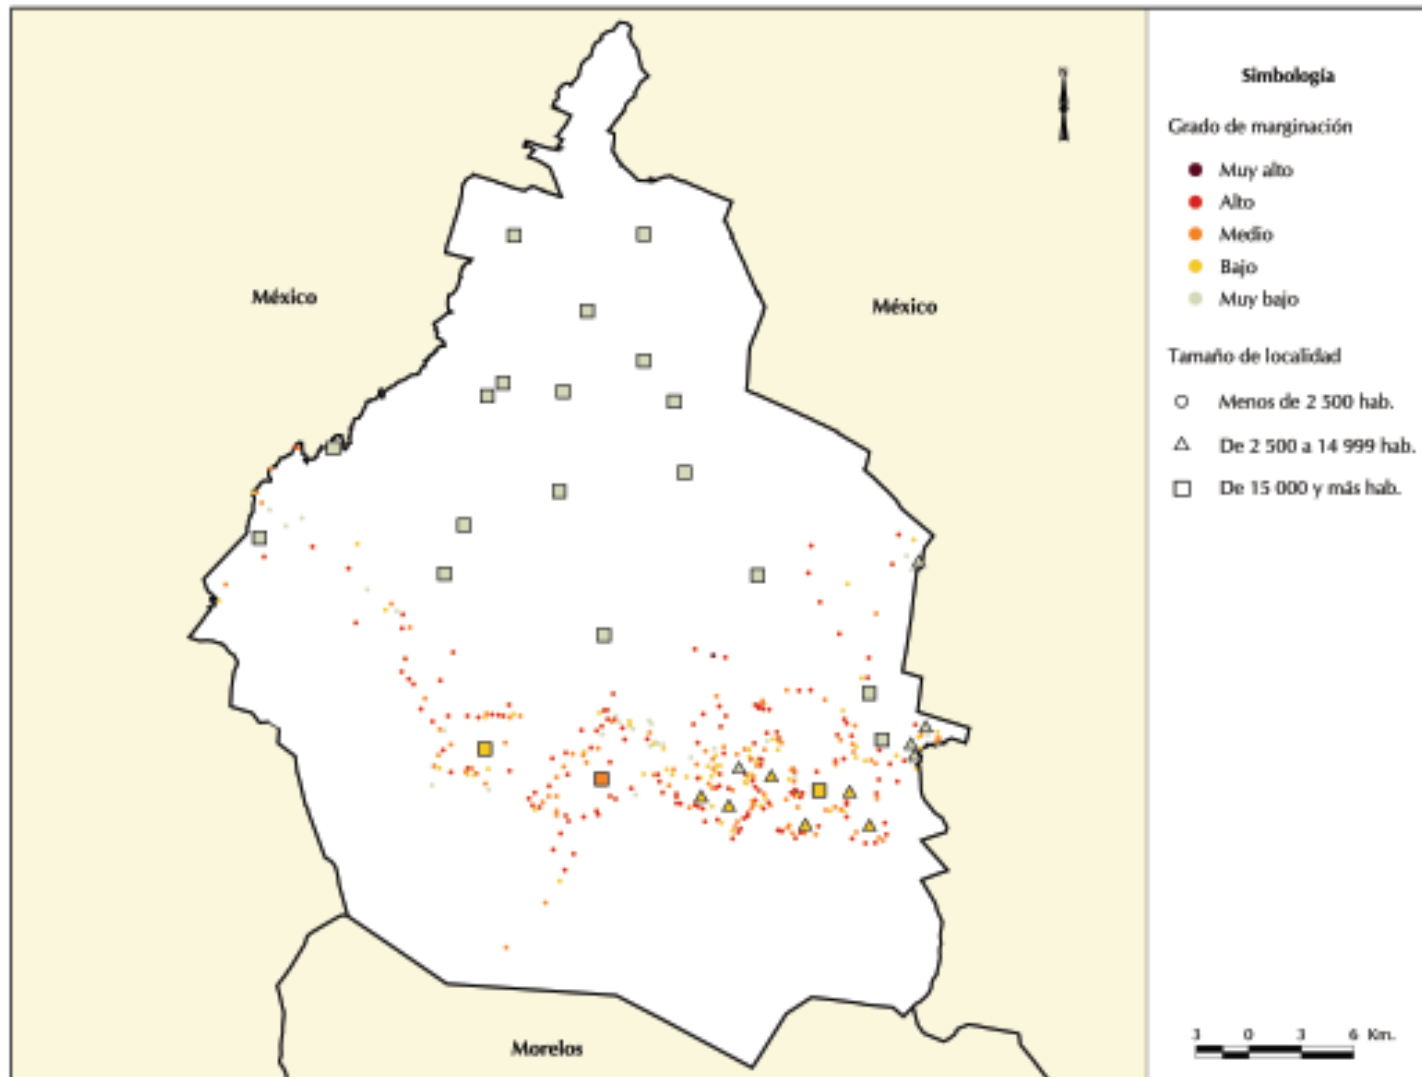 N
México
México
Morelos
Simbología
Grado de marginación
Muy alto
Alto
Medio
Bajo
Muy bajo
Tamaño de localidad
Menos de 2 500 hab.
De 2 500 a 14 999 hab.
De 15 000 y más hab.
3 0 3 6 Km.